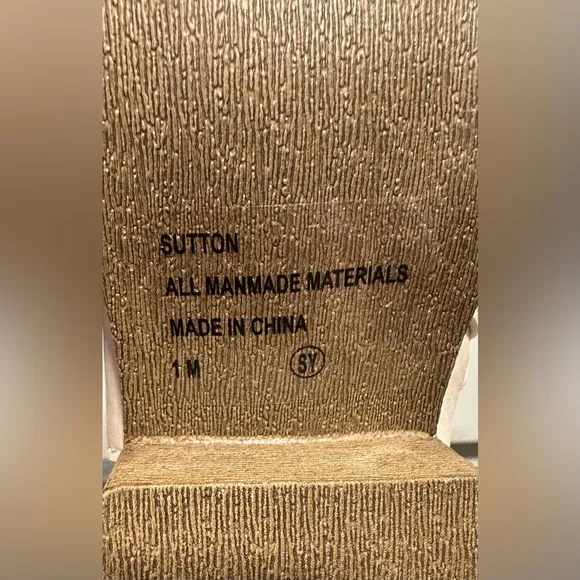 SUTTON
ALL MANMADE MATERIALS
MADE IN CHINA
1 M SY